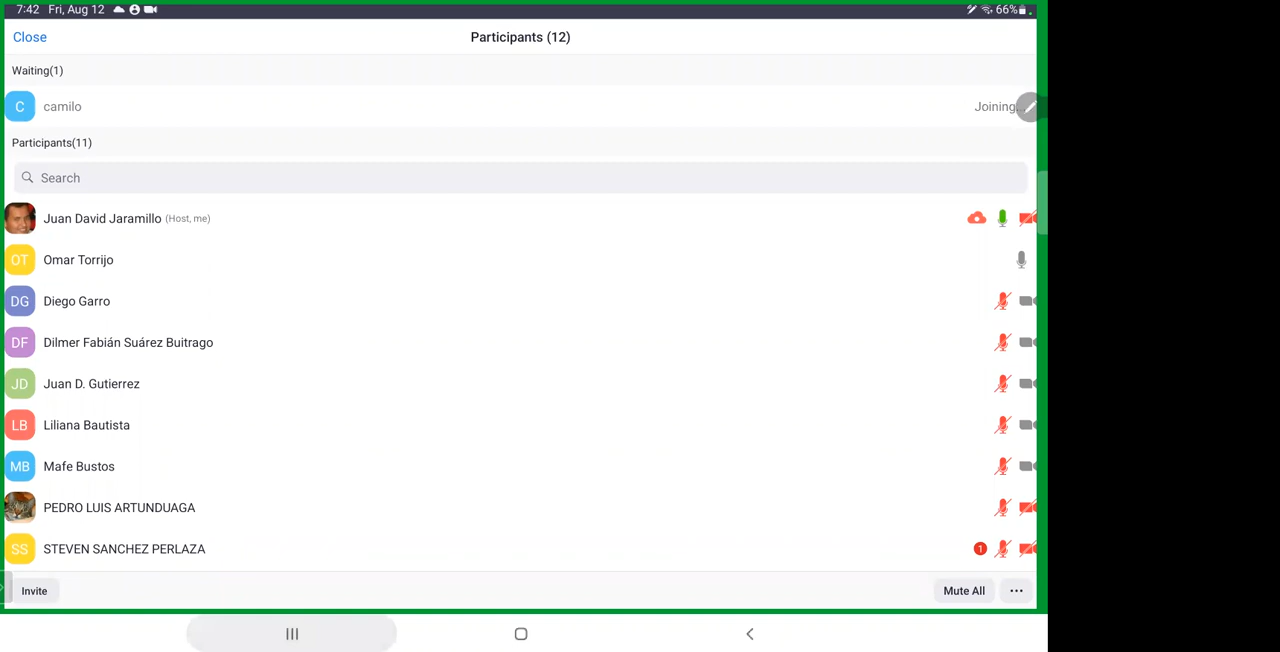 7:42 Fri, Aug 12 66%
Close Participants (12)
Waiting(1)
C camilo Joining...
Participants(11)
Search
Juan David Jaramillo (Host, me)
OT Omar Torrijo
DG Diego Garro
DF Dilmer Fabián Suárez Buitrago
JD Juan D. Gutierrez
LB Liliana Bautista
MB Mafe Bustos
PEDRO LUIS ARTUNDUAGA
SS STEVEN SANCHEZ PERLAZA 1
Invite Mute All ...